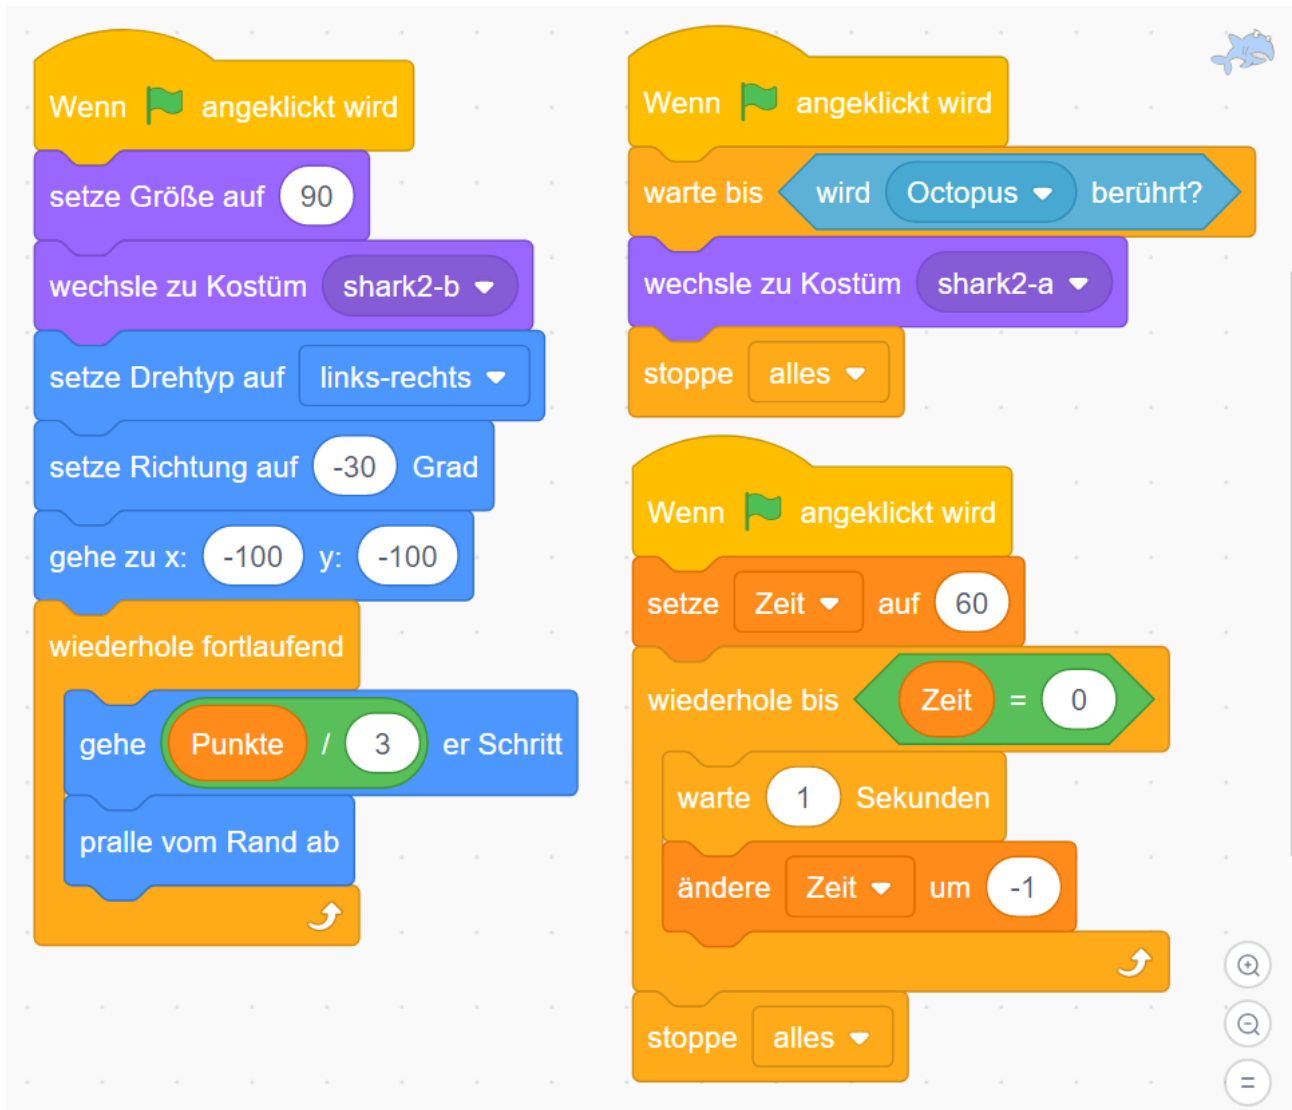 Wenn angeklickt wird
setze Größe auf 90
wechsle zu Kostüm shark2-b
setze Drehtyp auf links-rechts
setze Richtung auf -30 Grad
gehe zu x: -100 y: -100
wiederhole fortlaufend
gehe Punkte / 3 er Schritt
pralle vom Rand ab
Wenn angeklickt wird
warte bis wird Octopus berührt?
wechsle zu Kostüm shark2-a
stoppe alles
Wenn angeklickt wird
setze Zeit auf 60
wiederhole bis Zeit = 0
warte 1 Sekunden
ändere Zeit um -1
stoppe alles